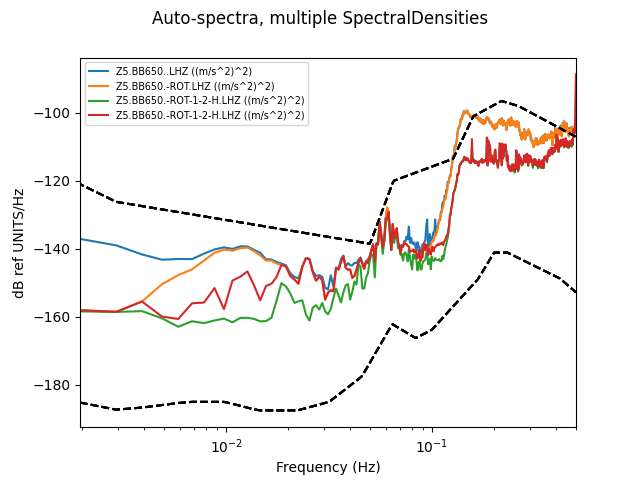 Auto-spectra, multiple SpectralDensities
Z5.BB650..LHZ ((m/s^2)^2)
Z5.BB650.-ROT.LHZ ((m/s^2)^2)
Z5.BB650.-ROT-1-2-H.LHZ ((m/s^2)^2)
Z5.BB650.-ROT-1-2-H.LHZ ((m/s^2)^2)
dB ref UNITS/Hz
−100
−120
−140
−160
−180
10⁻²
10⁻¹
Frequency (Hz)